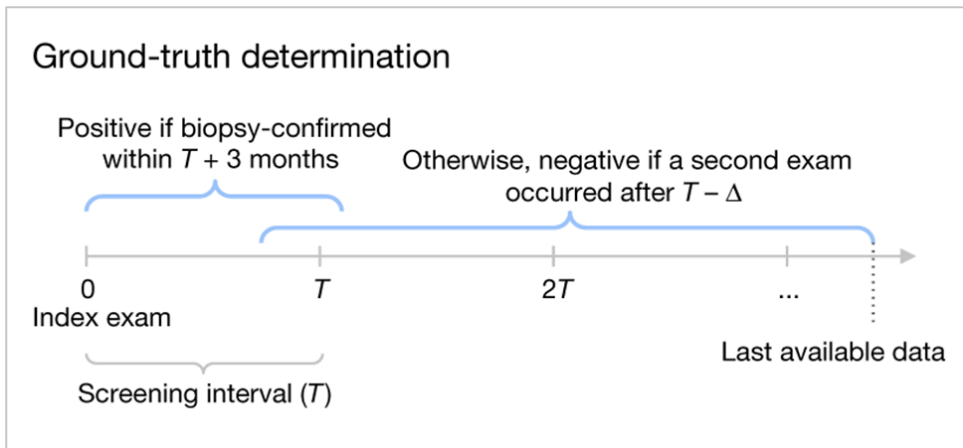 Ground-truth determination
Positive if biopsy-confirmed
within T + 3 months
Otherwise, negative if a second exam
occurred after T – Δ
0
T
2T
...
Index exam
Last available data
Screening interval (T)